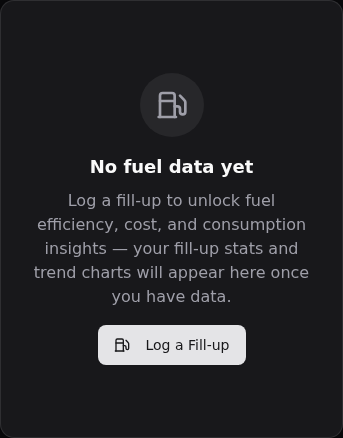 No fuel data yet
Log a fill-up to unlock fuel
efficiency, cost, and consumption
insights — your fill-up stats and
trend charts will appear here once
you have data.
Log a Fill-up